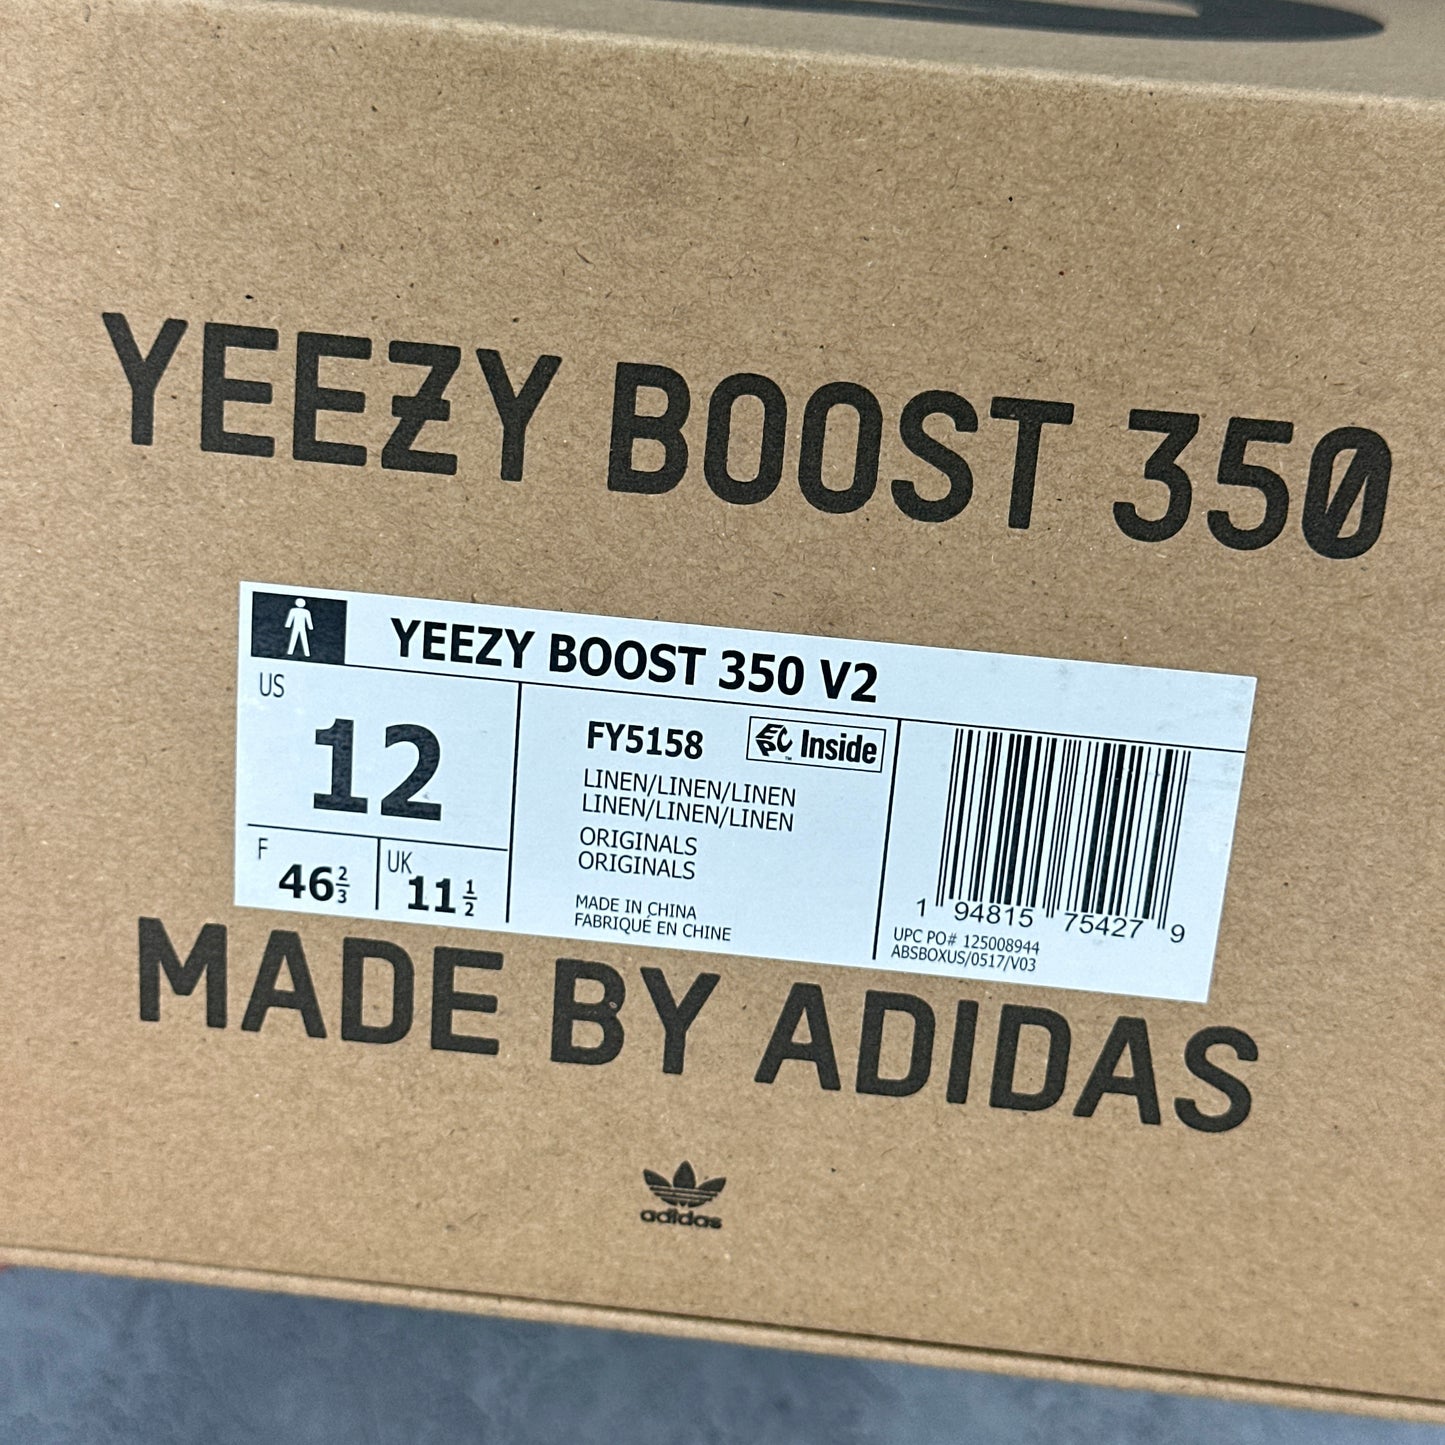 YEEZY BOOST 350
YEEZY BOOST 350 V2
US
12
F
46 2/3
UK
11 1/2
FY5158
EPC Inside
™
LINEN/LINEN/LINEN
LINEN/LINEN/LINEN
ORIGINALS
ORIGINALS
MADE IN CHINA
FABRIQUÉ EN CHINE
1 94815 75427 9
UPC PO# 125008944
ABSBOXUS/0517/V03
MADE BY ADIDAS
adidas